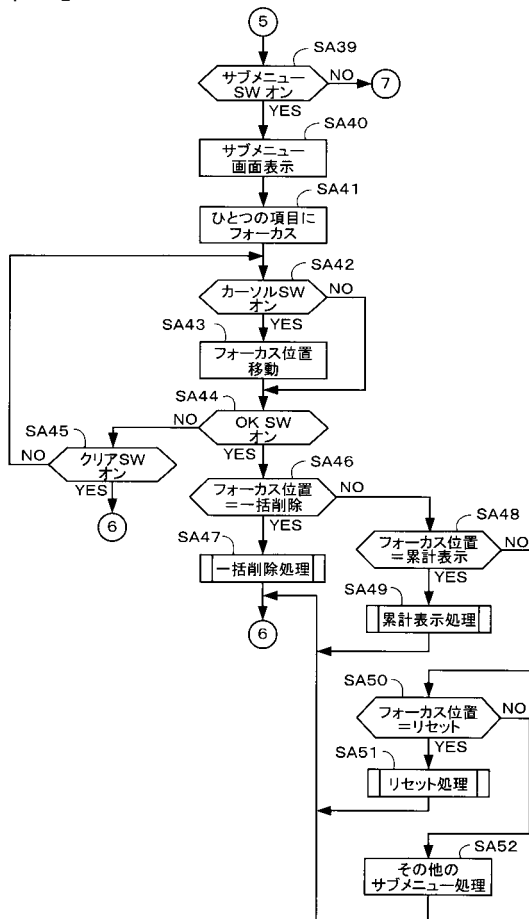 5
SA39
サブメニュー
SW オン
NO
7
YES
SA40
サブメニュー
画面表示
SA41
ひとつの項目に
フォーカス
SA42
カーソルSW
オン
NO
YES
SA43
フォーカス位置
移動
SA44
OK SW
オン
NO
YES
SA45
クリアSW
オン
NO
YES
6
SA46
フォーカス位置
＝一括削除
NO
YES
SA47
一括削除処理
6
SA48
フォーカス位置
＝累計表示
NO
YES
SA49
累計表示処理
SA50
フォーカス位置
＝リセット
NO
YES
SA51
リセット処理
SA52
その他の
サブメニュー処理